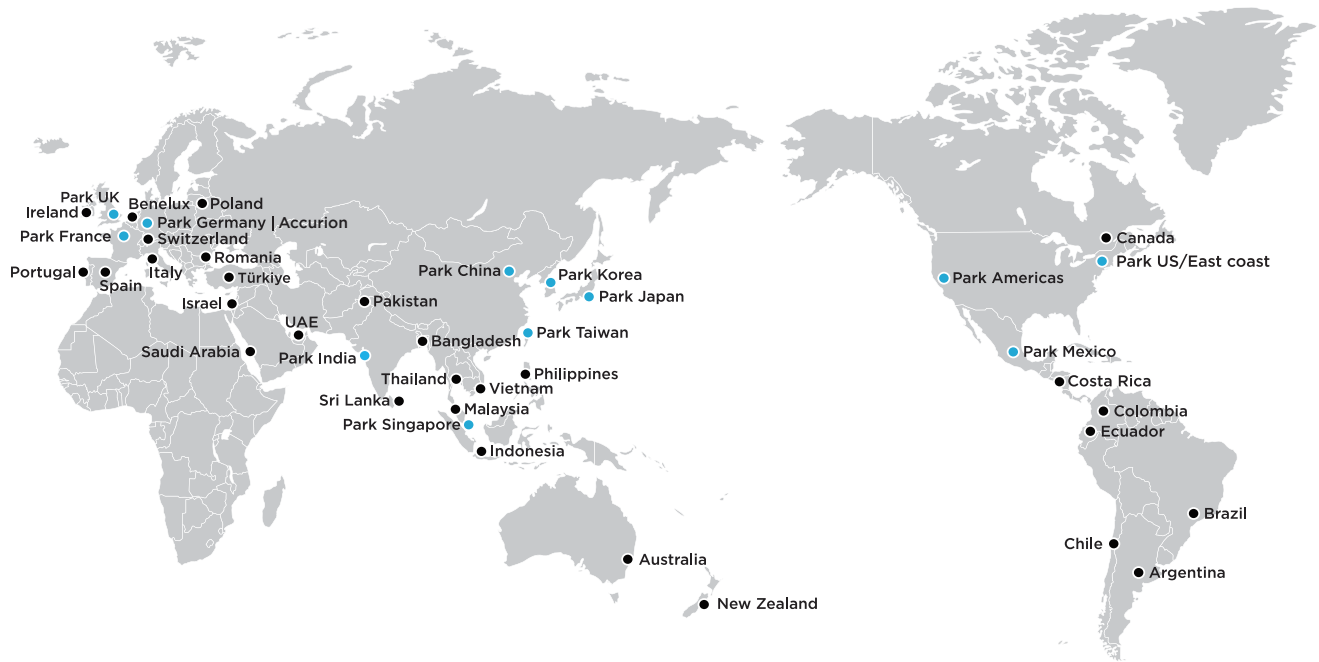 Park UK
Benelux
Poland
Ireland
Park Germany | Accurion
Park France
Switzerland
Romania
Portugal
Spain
Italy
Türkiye
Israel
Pakistan
UAE
Saudi Arabia
Park India
Bangladesh
Park China
Park Korea
Park Japan
Park Taiwan
Thailand
Philippines
Vietnam
Sri Lanka
Malaysia
Park Singapore
Indonesia
Australia
New Zealand
Canada
Park US/East coast
Park Americas
Park Mexico
Costa Rica
Colombia
Ecuador
Brazil
Chile
Argentina